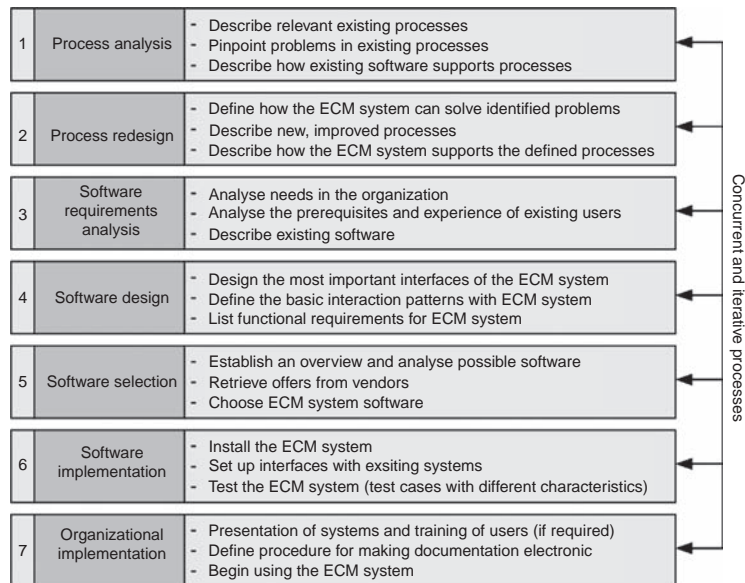 1
Process analysis
- Describe relevant existing processes
- Pinpoint problems in existing processes
- Describe how existing software supports processes
2
Process redesign
- Define how the ECM system can solve identified problems
- Describe new, improved processes
- Describe how the ECM system supports the defined processes
3
Software
requirements
analysis
- Analyse needs in the organization
- Analyse the prerequisites and experience of existing users
- Describe existing software
4
Software design
- Design the most important interfaces of the ECM system
- Define the basic interaction patterns with ECM system
- List functional requirements for ECM system
5
Software selection
- Establish an overview and analyse possible software
- Retrieve offers from vendors
- Choose ECM system software
6
Software
implementation
- Install the ECM system
- Set up interfaces with exsiting systems
- Test the ECM system (test cases with different characteristics)
7
Organizational
implementation
- Presentation of systems and training of users (if required)
- Define procedure for making documentation electronic
- Begin using the ECM system
Concurrent and iterative processes